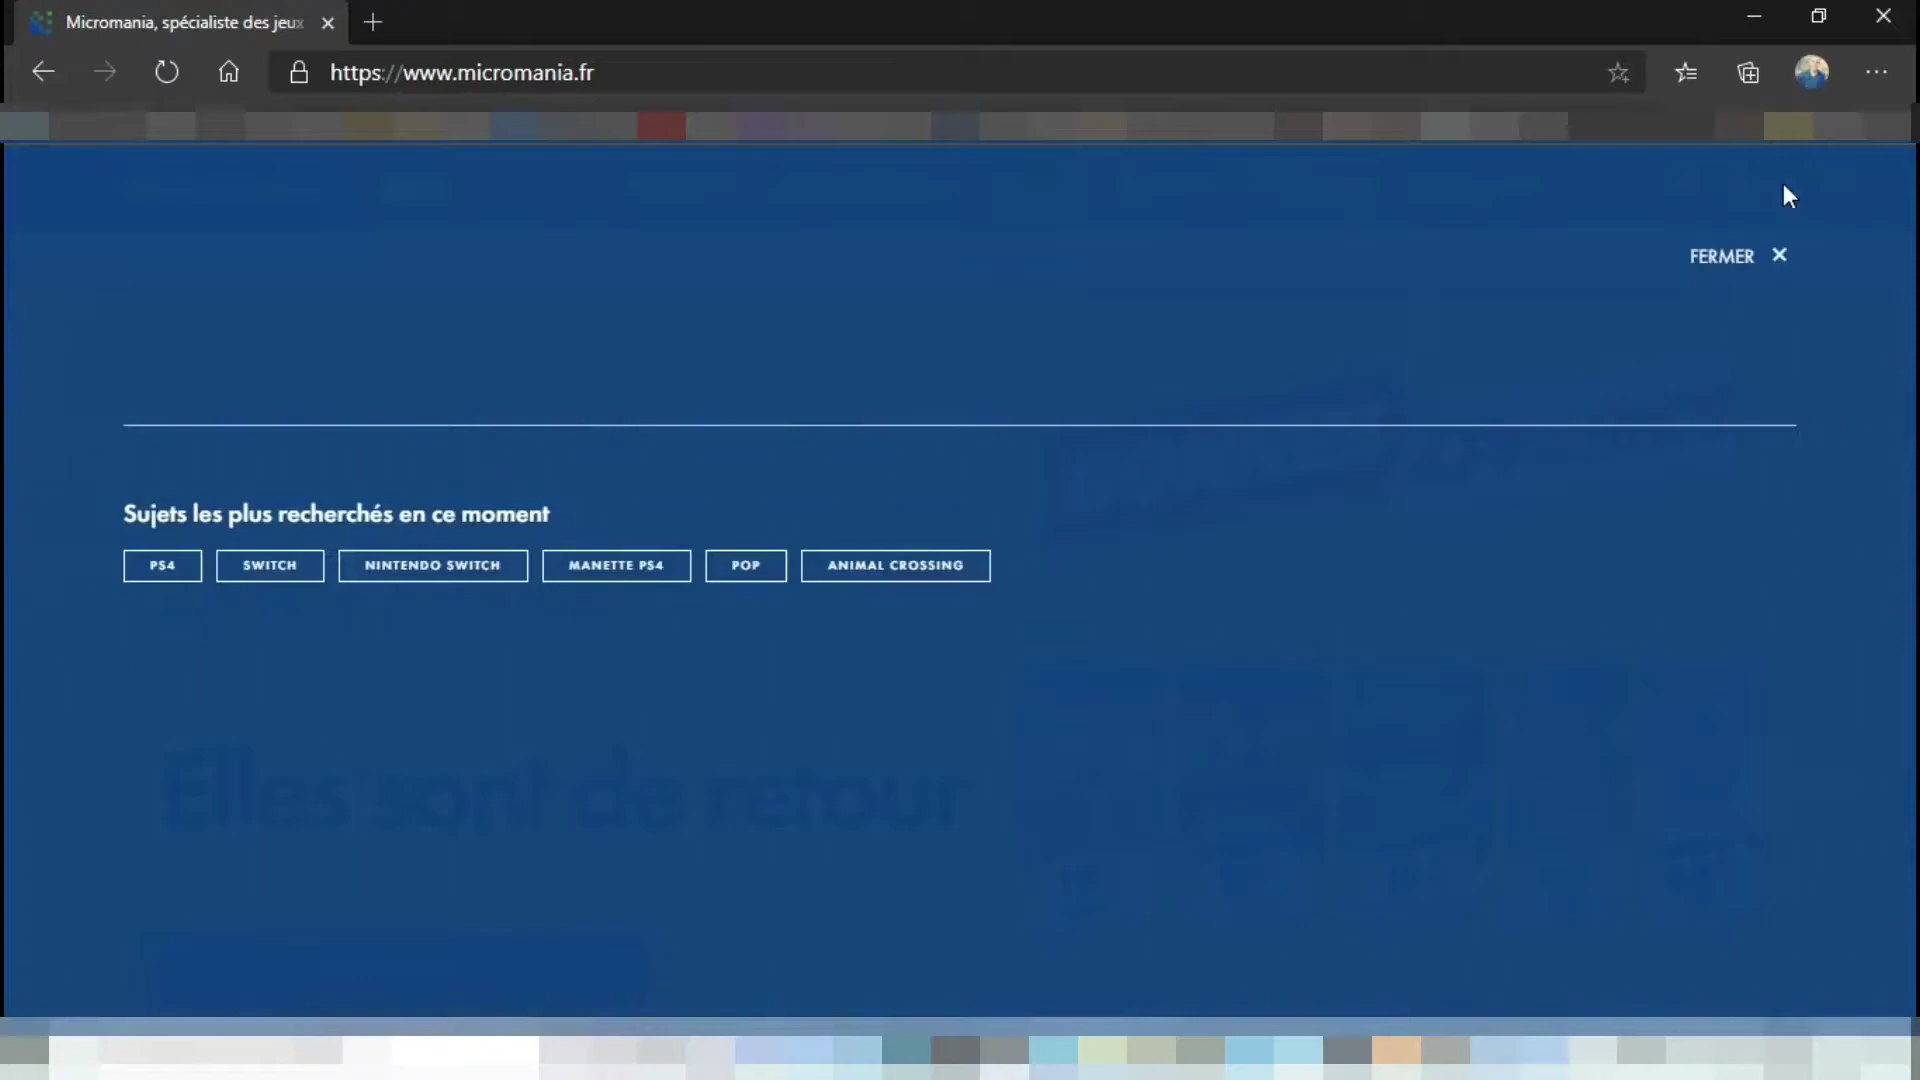 Micromania, spécialiste des jeux
https://www.micromania.fr
FERMER
Sujets les plus recherchés en ce moment
PS4
SWITCH
NINTENDO SWITCH
MANETTE PS4
POP
ANIMAL CROSSING
Elles sont de retour